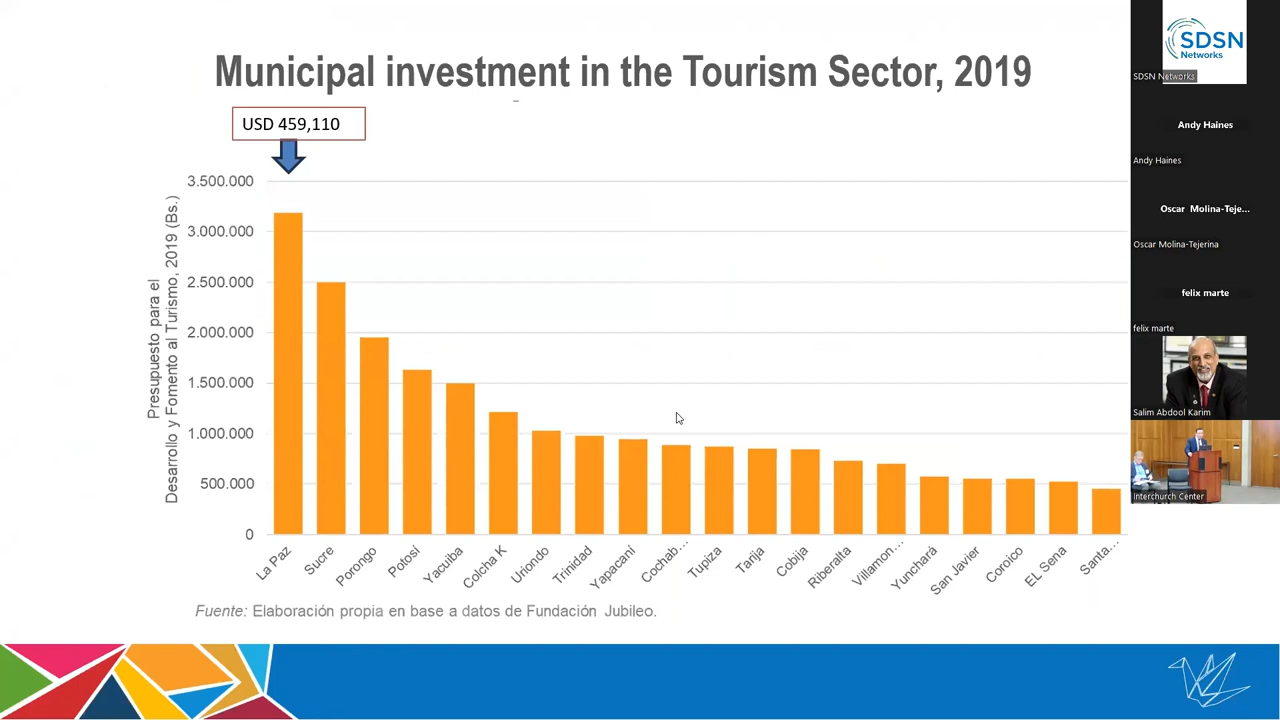 Municipal investment in the Tourism Sector, 2019
USD 459,110
Presupuesto para el
Desarrollo y Fomento al Turismo, 2019 (Bs.)
3.500.000
3.000.000
2.500.000
2.000.000
1.500.000
1.000.000
500.000
0
La Paz
Sucre
Porongo
Potosí
Yacuiba
Colcha K
Uriondo
Trinidad
Yapacaní
Cochab...
Tupiza
Tarija
Cobija
Riberalta
Villamon...
Yunchará
San Javier
Coroico
EL Sena
Santa...
Fuente: Elaboración propia en base a datos de Fundación Jubileo.
SDSN
Networks
SDSN Networks
Andy Haines
Andy Haines
Oscar Molina-Teje...
Oscar Molina-Tejerina
felix marte
felix marte
Salim Abdool Karim
Interchurch Center